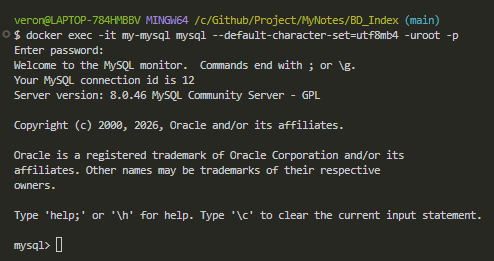 veron@LAPTOP-784HMBBV MINGW64 /c/Github/Project/MyNotes/BD_Index (main)
$ docker exec -it my-mysql mysql --default-character-set=utf8mb4 -uroot -p
Enter password:
Welcome to the MySQL monitor.  Commands end with ; or \g.
Your MySQL connection id is 12
Server version: 8.0.46 MySQL Community Server - GPL

Copyright (c) 2000, 2026, Oracle and/or its affiliates.

Oracle is a registered trademark of Oracle Corporation and/or its
affiliates. Other names may be trademarks of their respective
owners.

Type 'help;' or '\h' for help. Type '\c' to clear the current input statement.

mysql>